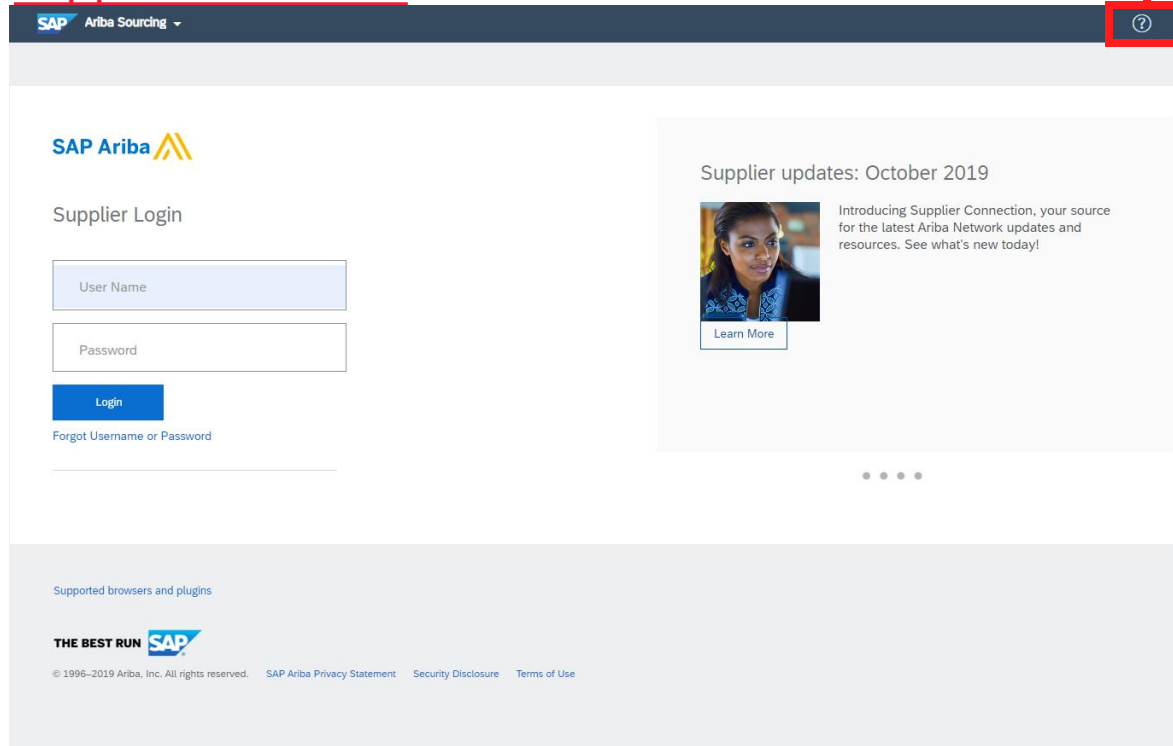 SAP Ariba Sourcing
?
SAP Ariba
Supplier Login
User Name
Password
Login
Forgot Username or Password
Supplier updates: October 2019
Introducing Supplier Connection, your source
for the latest Ariba Network updates and
resources. See what's new today!
Learn More
Supported browsers and plugins
THE BEST RUN SAP
© 1996–2019 Ariba, Inc. All rights reserved. SAP Ariba Privacy Statement Security Disclosure Terms of Use